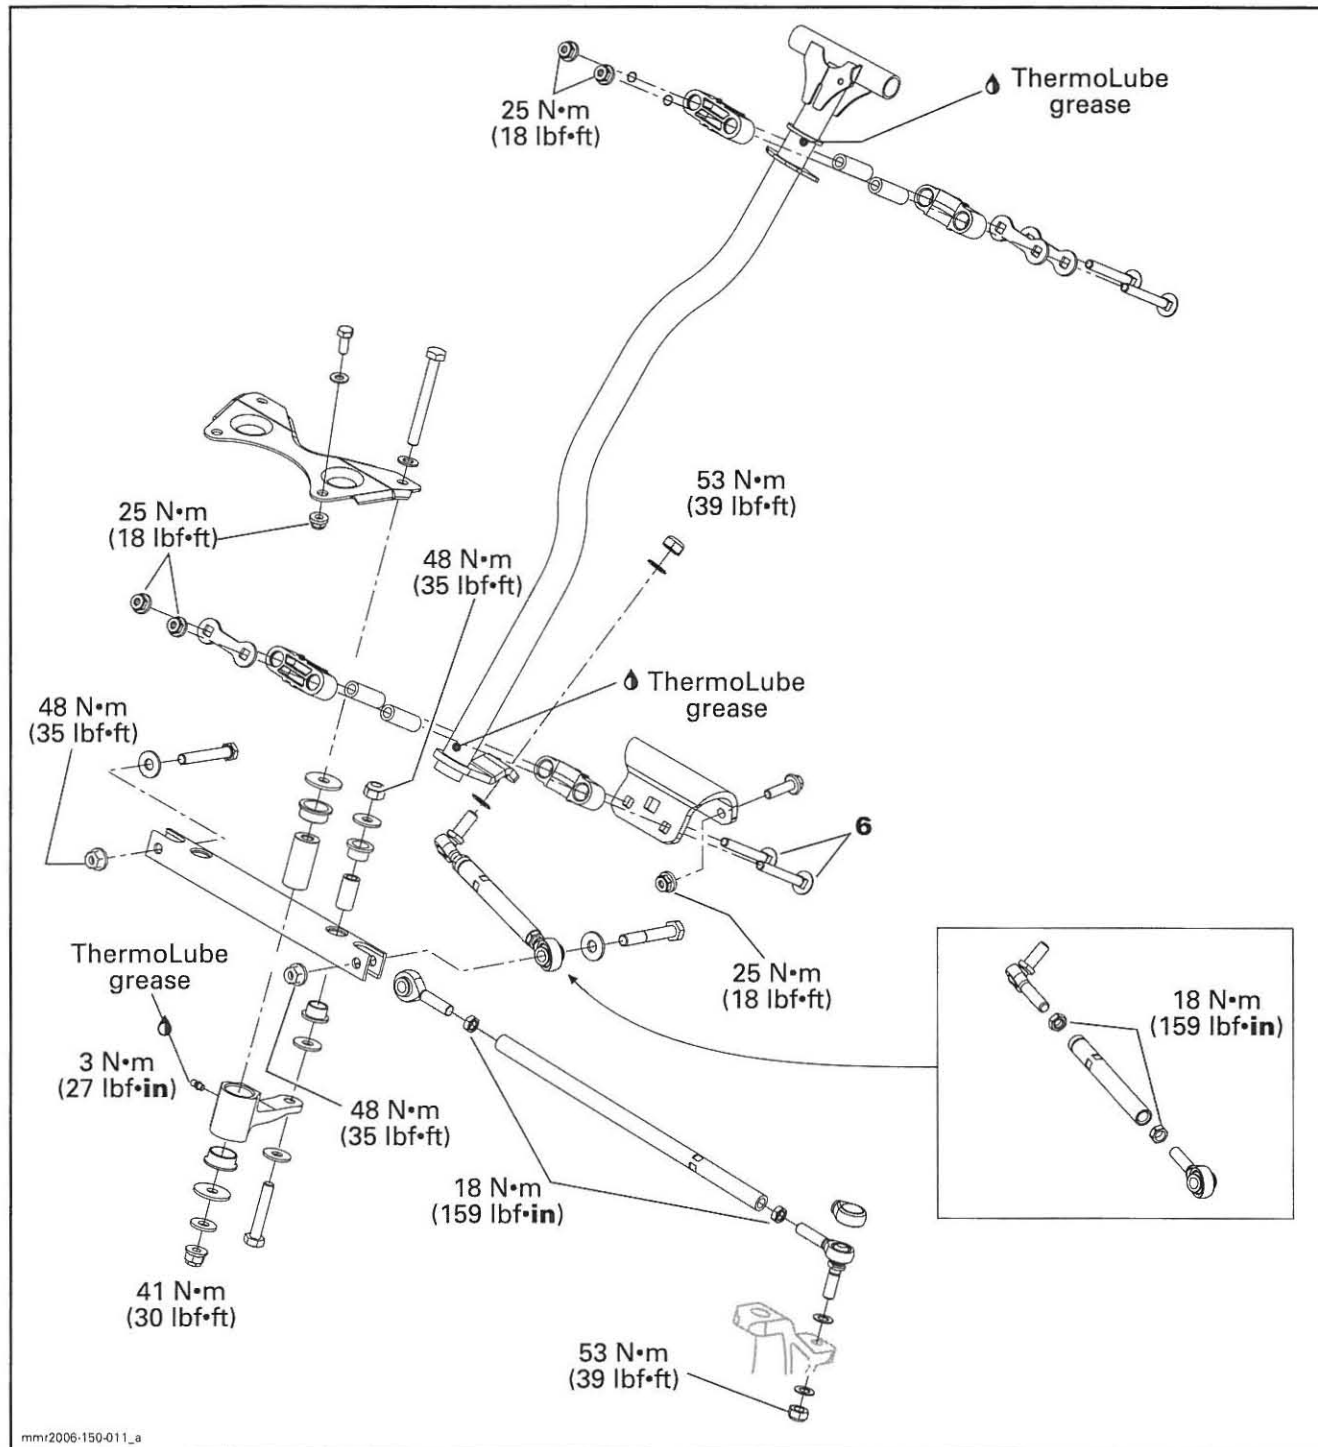 ThermoLube
grease
25 N•m
(18 lbf•ft)
53 N•m
(39 lbf•ft)
25 N•m
(18 lbf•ft)
48 N•m
(35 lbf•ft)
ThermoLube
grease
48 N•m
(35 lbf•ft)
6
ThermoLube
grease
25 N•m
(18 lbf•ft)
18 N•m
(159 lbf•in)
3 N•m
(27 lbf•in)
48 N•m
(35 lbf•ft)
18 N•m
(159 lbf•in)
41 N•m
(30 lbf•ft)
53 N•m
(39 lbf•ft)
mmr2006-150-011_a